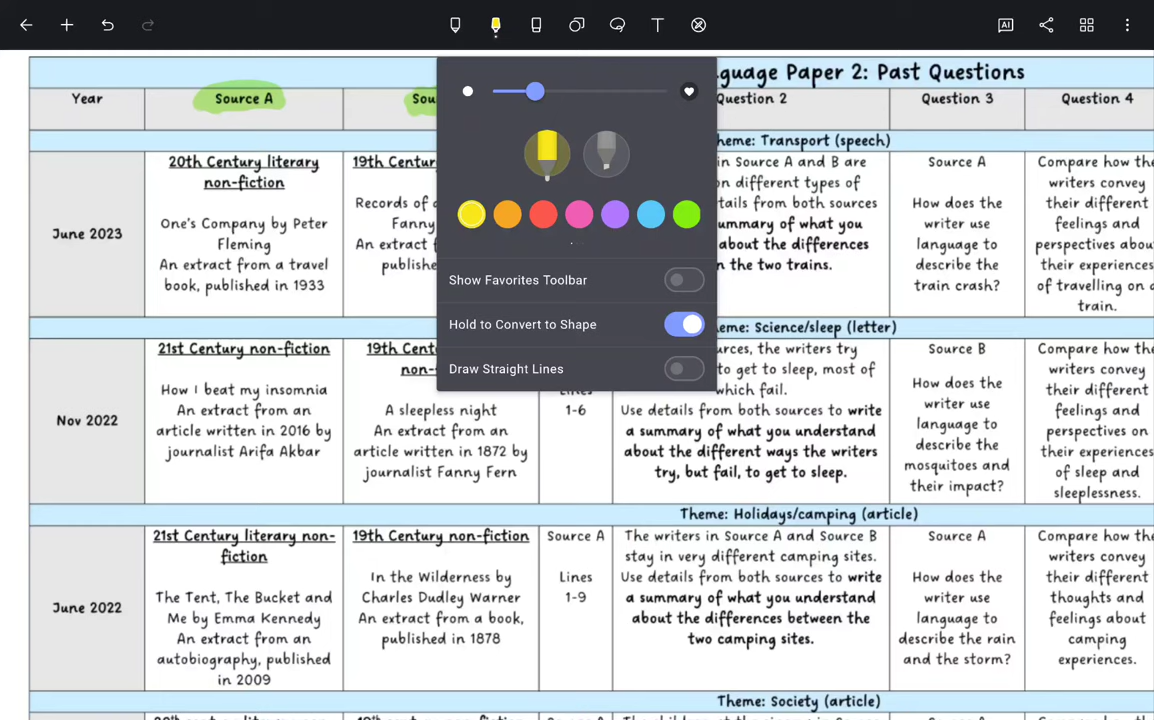 AI
T
guage Paper 2: Past Questions
Year
Source A
Sou
Question 2
Question 3
Question 4
heme: Transport (speech)
June 2023
20th Century literary
non-fiction
One's Company by Peter
Fleming
An extract from a travel
book, published in 1933
19th Century
Records of
Fanny
An extract f
publishe
in Source A and B are
on different types of
tails from both sources
ummary of what you
about the differences
n the two trains.
Source A
How does the
writer use
language to
describe the
train crash?
Compare how the
writers convey
their different
feelings and
perspectives abou
their experiences
of travelling on a
train.
Show Favorites Toolbar
Hold to Convert to Shape
Draw Straight Lines
eme: Science/sleep (letter)
Nov 2022
21st Century non-fiction
How I beat my insomnia
An extract from an
article written in 2016 by
journalist Arifa Akbar
19th Cent
non-
A sleepless night
An extract from an
article written in 1872 by
journalist Fanny Fern
Lines
1-6
urces, the writers try
to get to sleep, most of
which fail.
Use details from both sources to write
a summary of what you understand
about the different ways the writers
try, but fail, to get to sleep.
Source B
How does the
writer use
language to
describe the
mosquitoes and
their impact?
Compare how the
writers convey
their different
feelings and
perspectives on
their experiences
of sleep and
sleeplessness.
Theme: Holidays/camping (article)
June 2022
21st Century literary non-
fiction
The Tent, The Bucket and
Me by Emma Kennedy
An extract from an
autobiography, published
in 2009
19th Century non-fiction
In the Wilderness by
Charles Dudley Warner
An extract from a book,
published in 1878
Source A
Lines
1-9
The writers in Source A and Source B
stay in very different camping sites.
Use details from both sources to write
a summary of what you understand
about the differences between the
two camping sites.
Source A
How does the
writer use
language to
describe the rain
and the storm?
Compare how the
writers convey
their different
thoughts and
feelings about
camping
experiences.
Theme: Society (article)